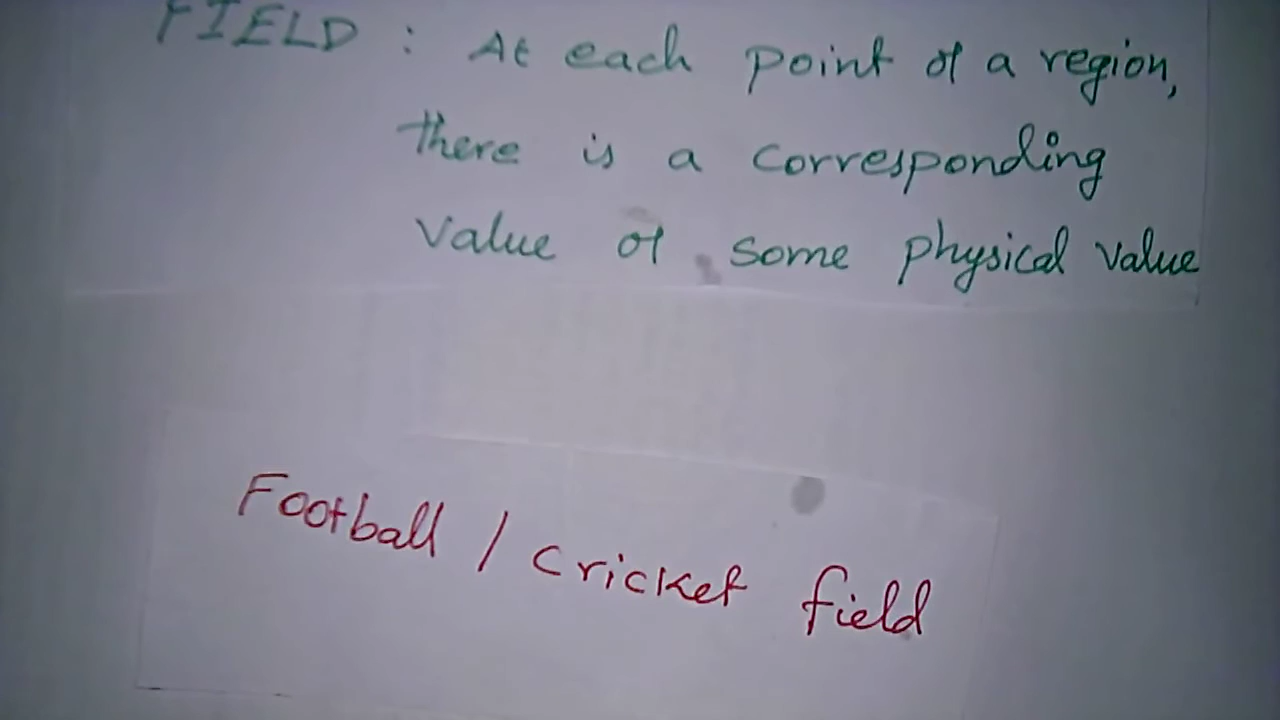 FIELD : At each point of a region,
there is a corresponding
value of some physical value
Football / cricket field